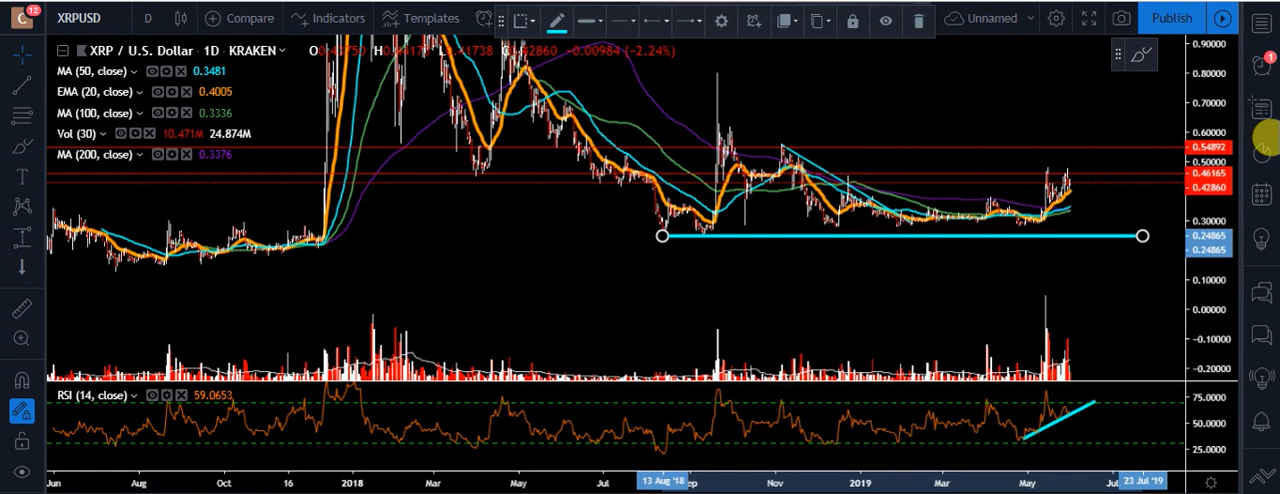 C 12 XRPUSD D Compare Indicators Templates Unnamed Publish
XRP / U.S. Dollar · 1D · KRAKEN -0.00984 (-2.24%)
MA (50, close) 0.3481
EMA (20, close) 0.4005
MA (100, close) 0.3336
Vol (30) 10.471M 24.874M
MA (200, close) 0.3376
1
0.90000
0.80000
0.70000
0.60000
0.54892
0.50000
0.46165
0.42860
0.30000
0.24865
0.24865
0.10000
0.00000
-0.10000
-0.20000
RSI (14, close) 59.0653
75.0000
50.0000
25.0000
Jun Aug Oct 16 2018 Mar May Jul 13 Aug '18 Nov 2019 Mar May 23 Jul '19